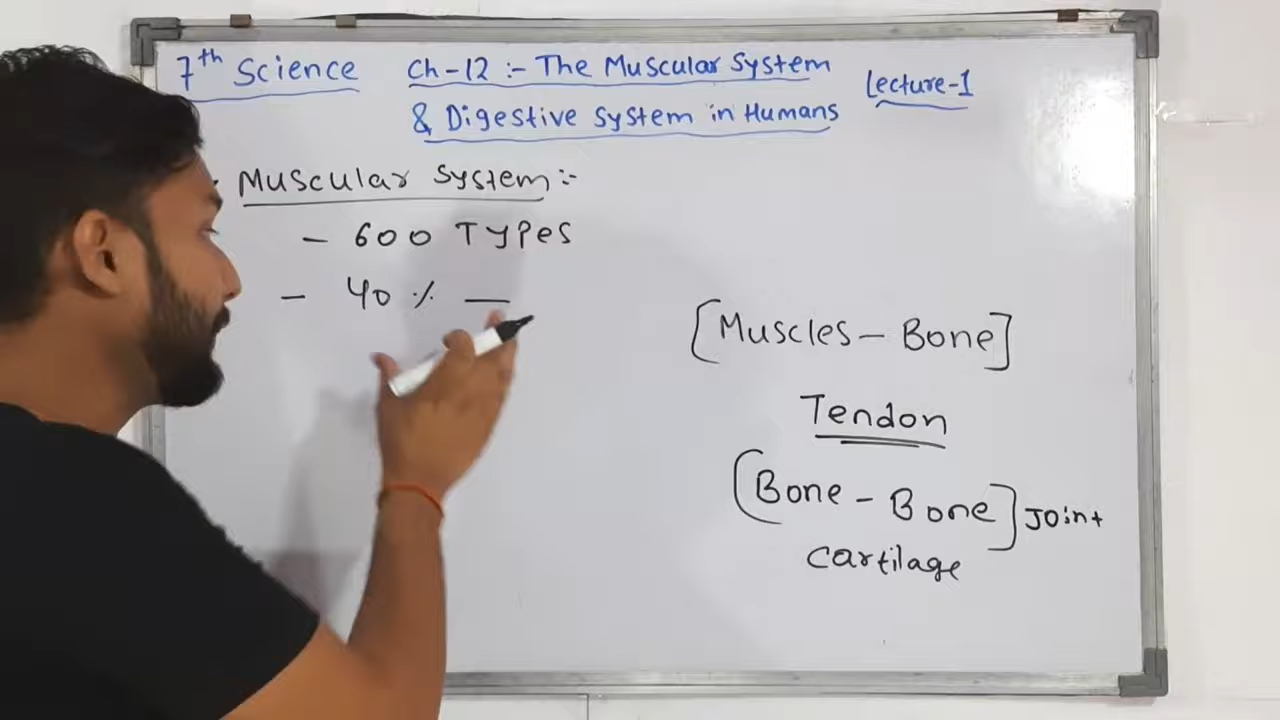 7th Science Ch-12 :- The Muscular System Lecture-1
& Digestive System in Humans
Muscular System :-
- 600 Types
- 40 % —
[Muscles - Bone]
Tendon
(Bone - Bone] Joint
Cartilage